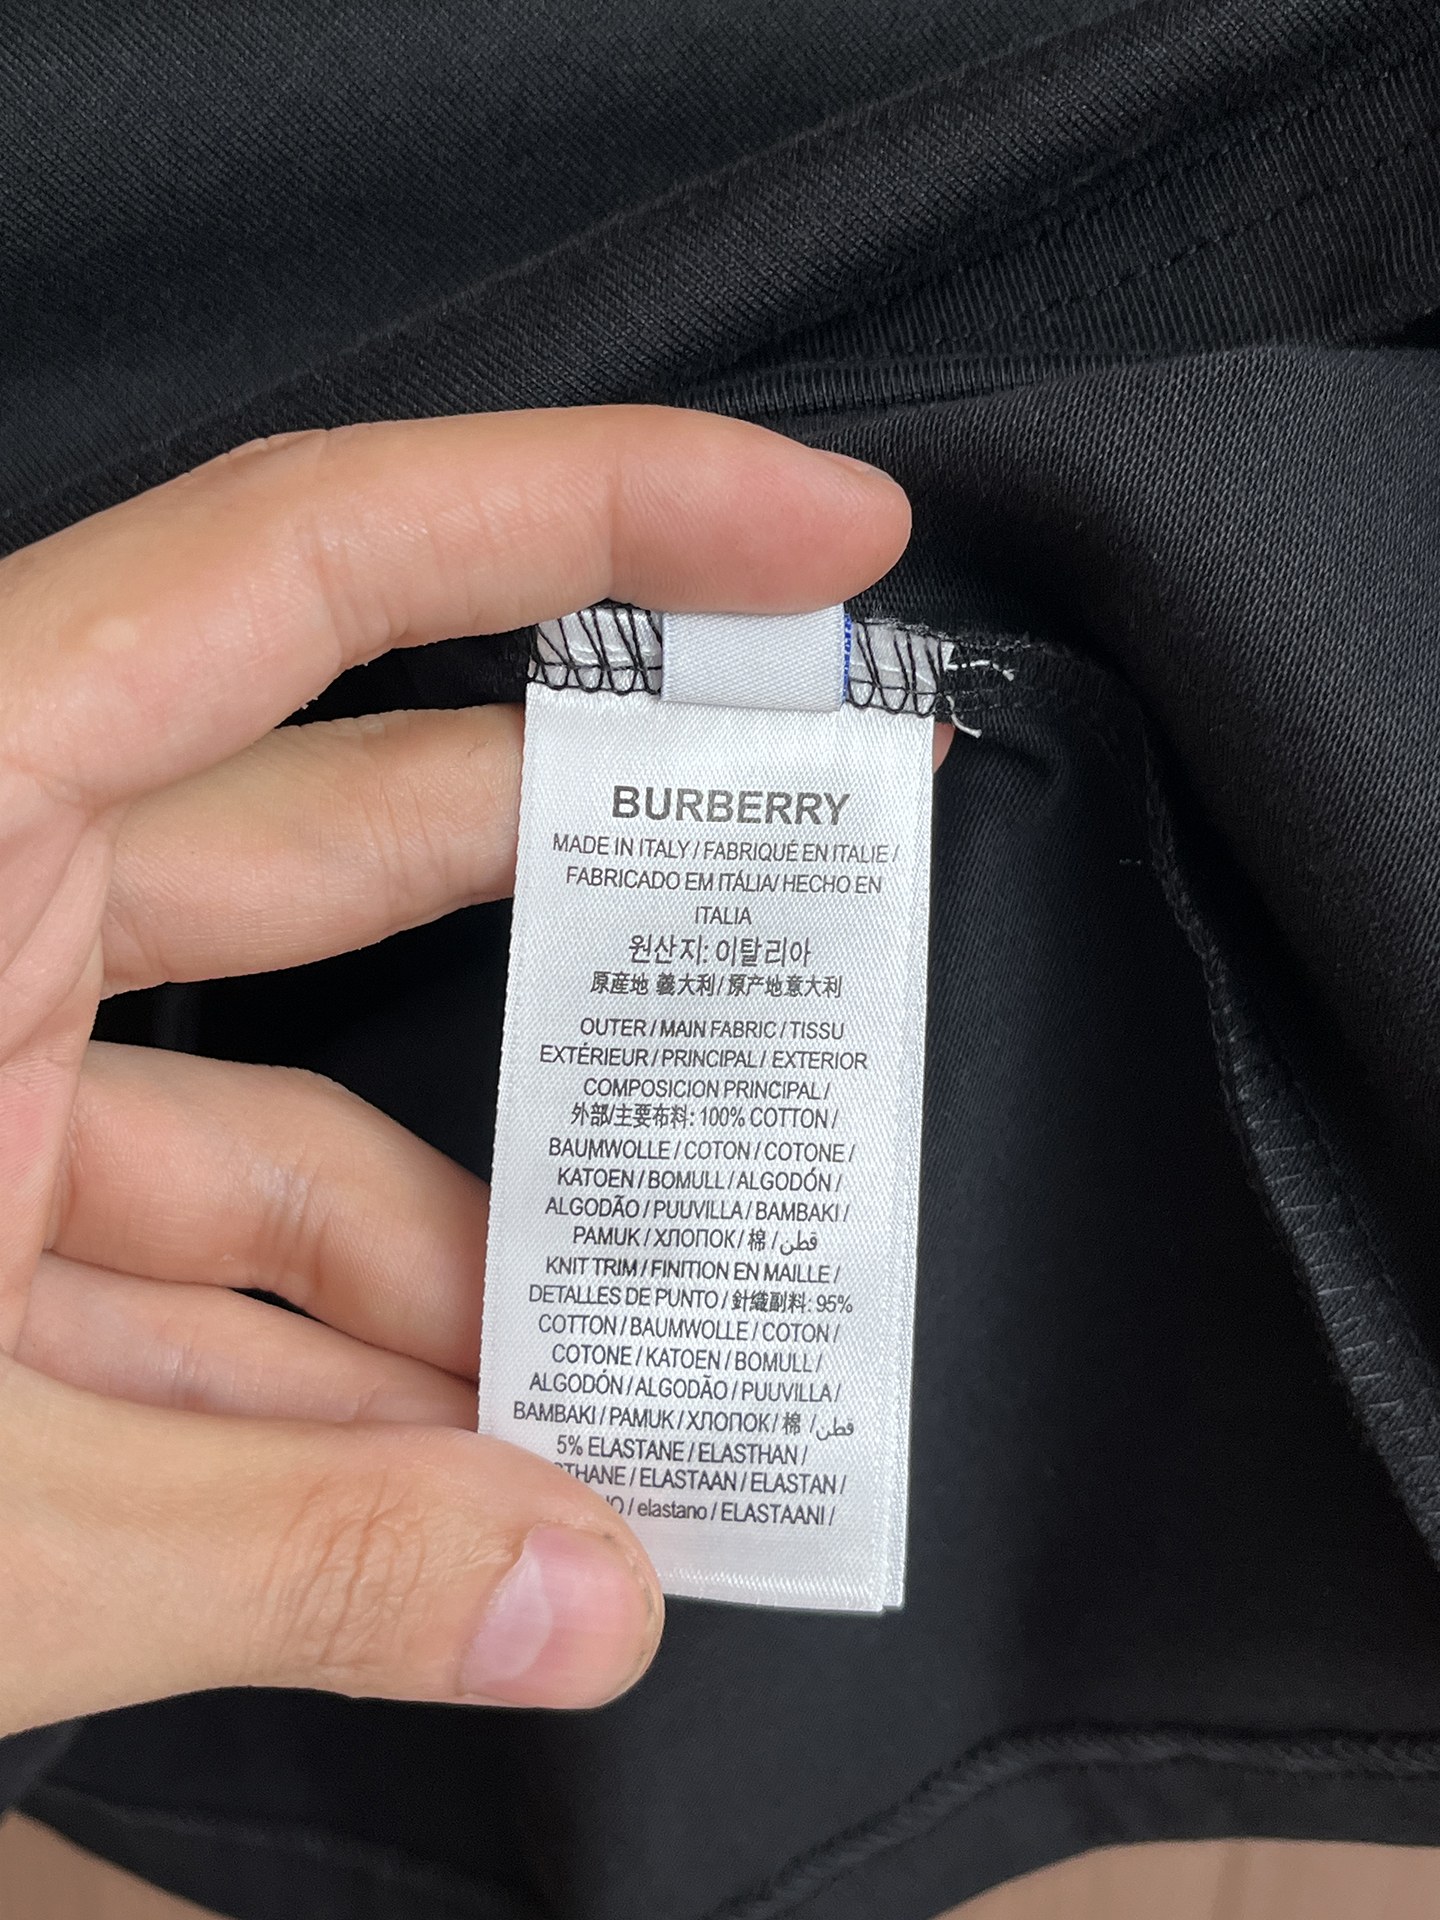 BURBERRY
MADE IN ITALY / FABRIQUÉ EN ITALIE /
FABRICADO EM ITÁLIA/ HECHO EN
ITALIA
원산지: 이탈리아
原産地 義大利 / 原产地意大利
OUTER / MAIN FABRIC / TISSU
EXTÉRIEUR / PRINCIPAL / EXTERIOR
COMPOSICION PRINCIPAL /
外部/主要布料: 100% COTTON /
BAUMWOLLE / COTON / COTONE /
KATOEN / BOMULL / ALGODÓN /
ALGODÃO / PUUVILLA / BAMBAKI /
PAMUK / ХЛОПОК / 棉 / قطن
KNIT TRIM / FINITION EN MAILLE /
DETALLES DE PUNTO / 針織副料: 95%
COTTON / BAUMWOLLE / COTON /
COTONE / KATOEN / BOMULL /
ALGODÓN / ALGODÃO / PUUVILLA /
BAMBAKI / PAMUK / ХЛОПОК / 棉 / قطن
5% ELASTANE / ELASTHAN /
THANE / ELASTAAN / ELASTAN /
/ elastano / ELASTAANI /